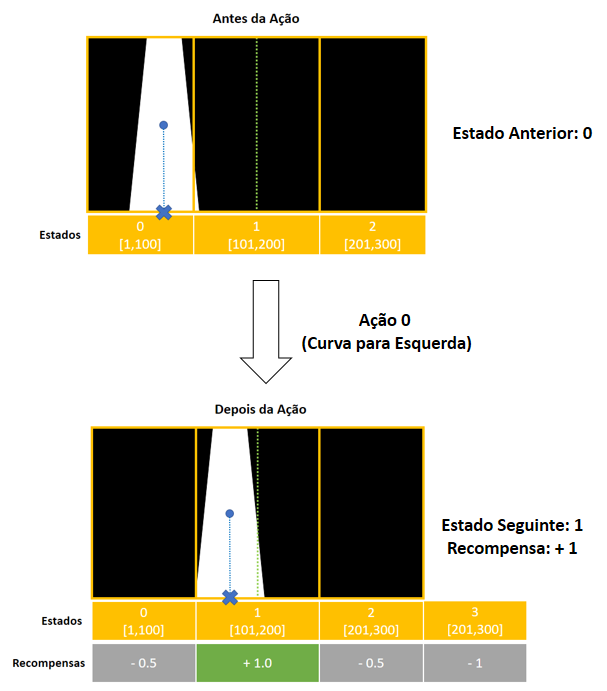 Antes da Ação
Estado Anterior: 0
Estados
0
[1,100]
1
[101,200]
2
[201,300]
Ação 0
(Curva para Esquerda)
Depois da Ação
Estado Seguinte: 1
Recompensa: + 1
Estados
0
[1,100]
1
[101,200]
2
[201,300]
3
[201,300]
Recompensas
- 0.5
+ 1.0
- 0.5
- 1